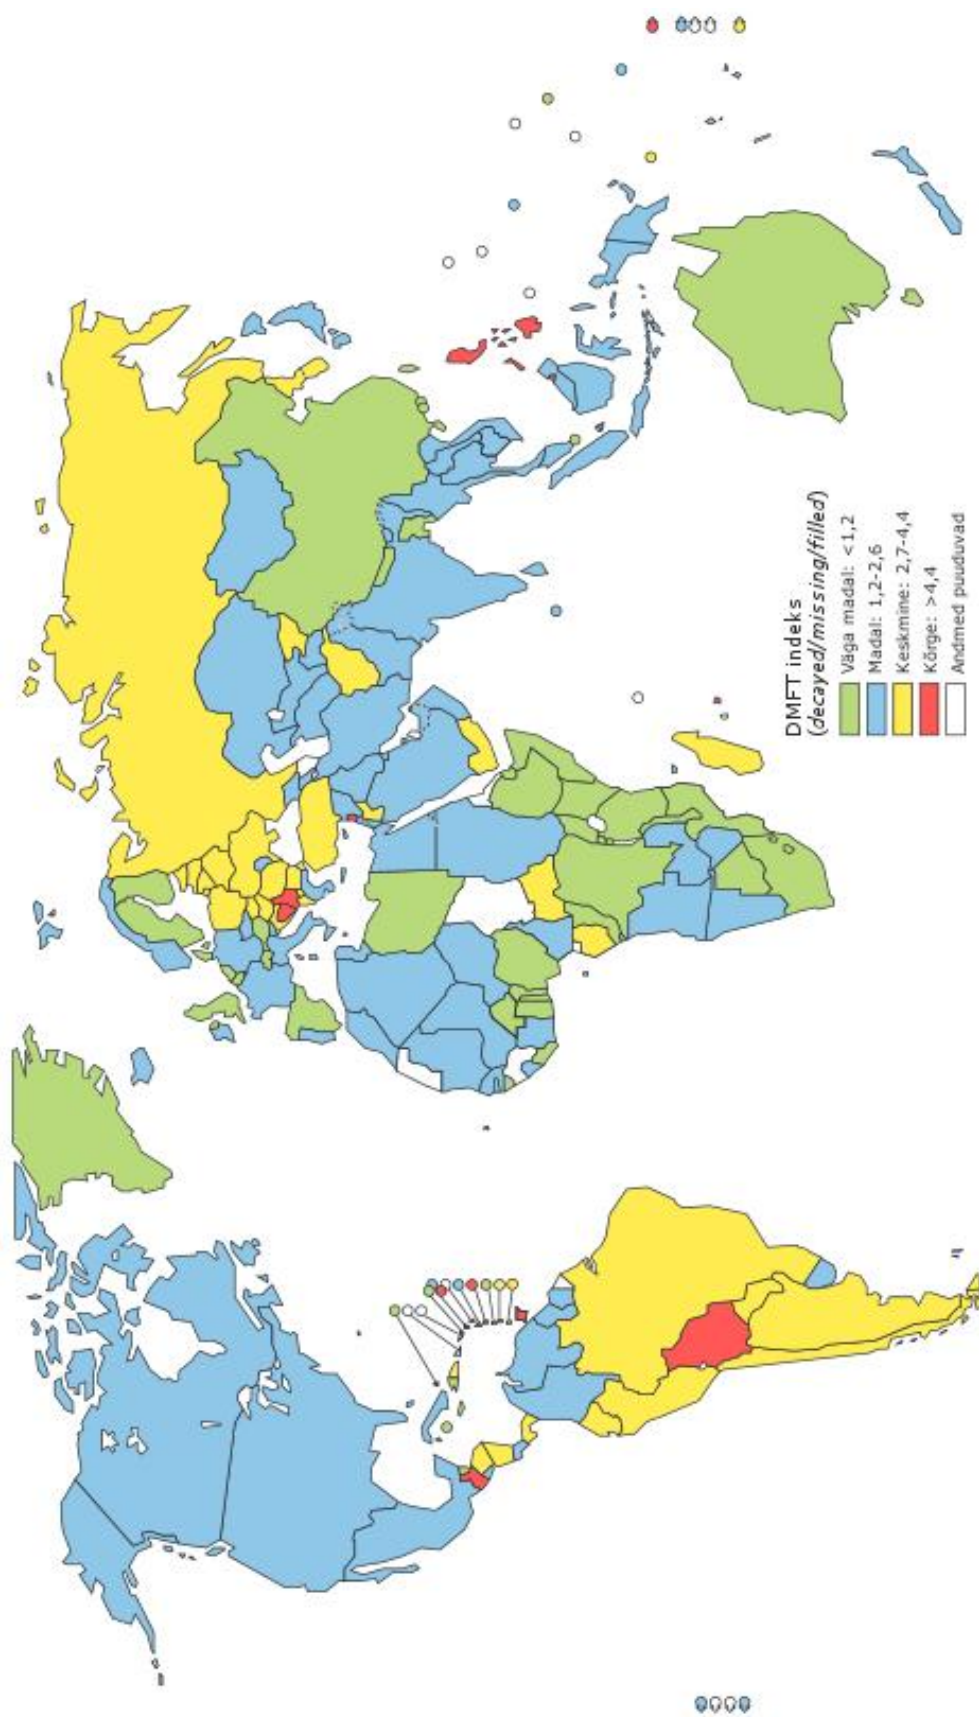 DMFT indeks
(decayed/missing/filled)
Väga madal: <1,2
Madal: 1,2-2,6
Keskmine: 2,7-4,4
Kõrge: >4,4
Andmed puuduvad